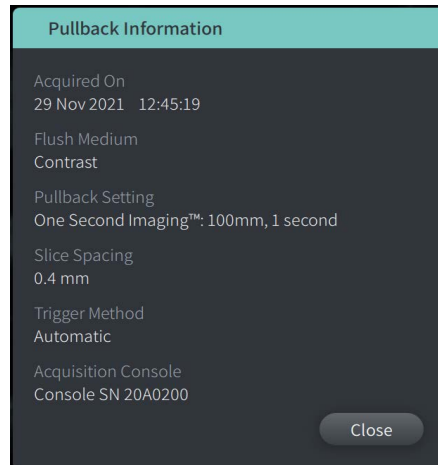 Pullback Information
Acquired On
29 Nov 2021 12:45:19
Flush Medium
Contrast
Pullback Setting
One Second Imaging™: 100mm, 1 second
Slice Spacing
0.4 mm
Trigger Method
Automatic
Acquisition Console
Console SN 20A0200
Close